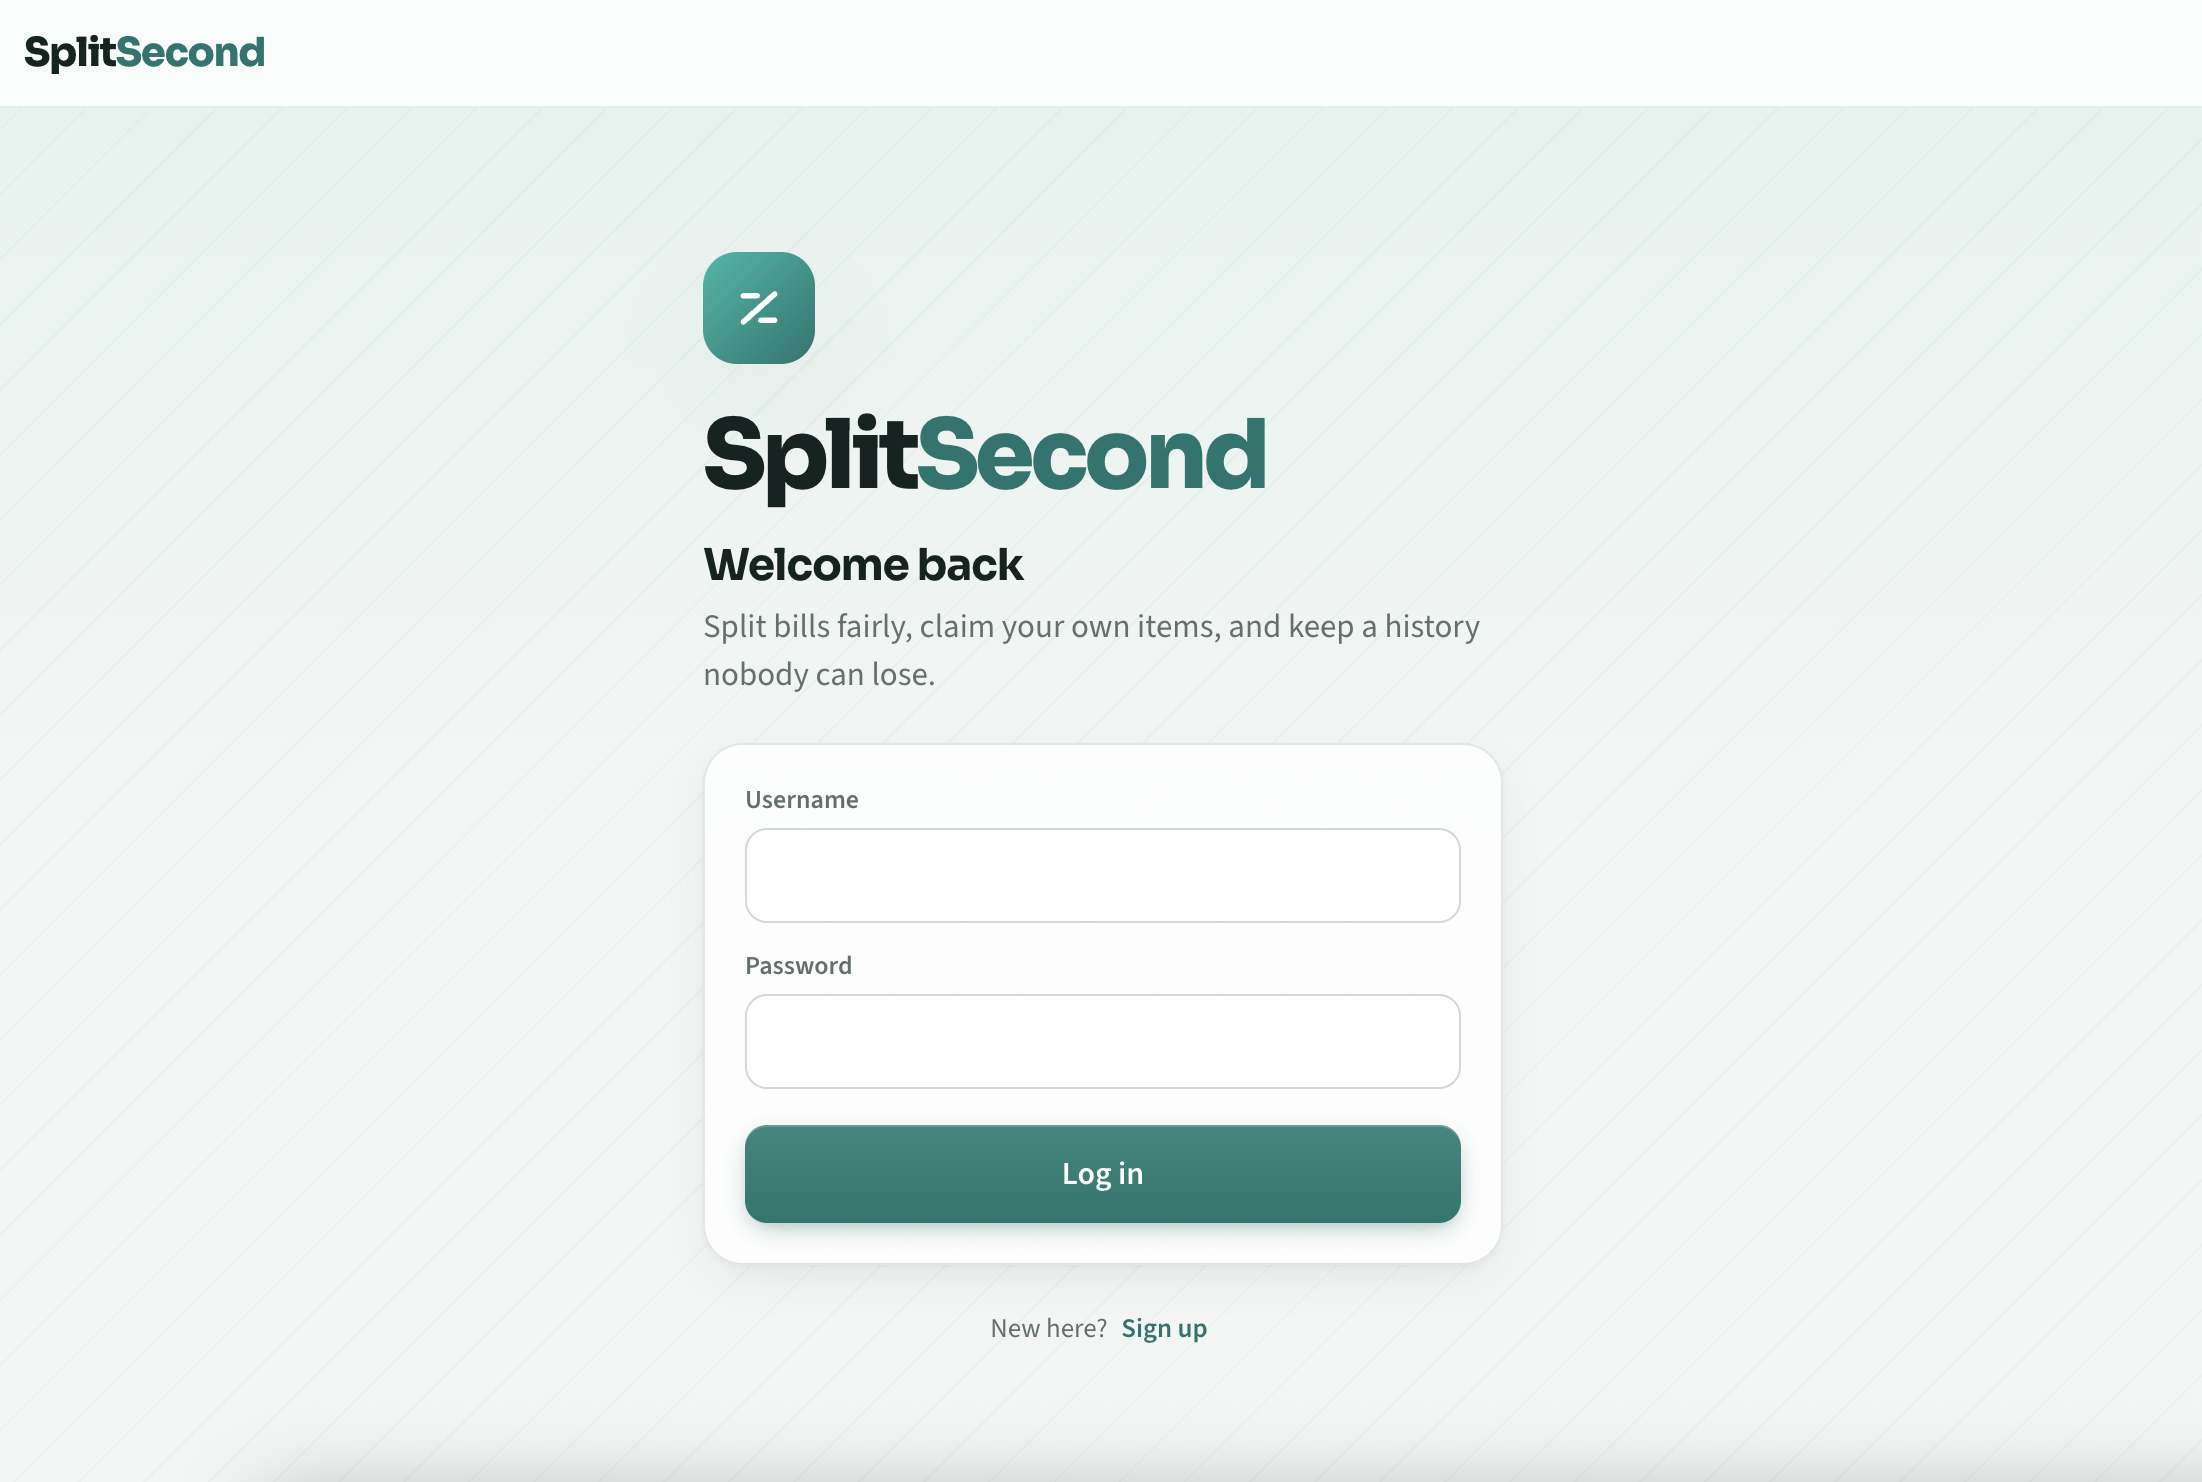 SplitSecond
SplitSecond
Welcome back
Split bills fairly, claim your own items, and keep a history
nobody can lose.
Username
Password
Log in
New here? Sign up